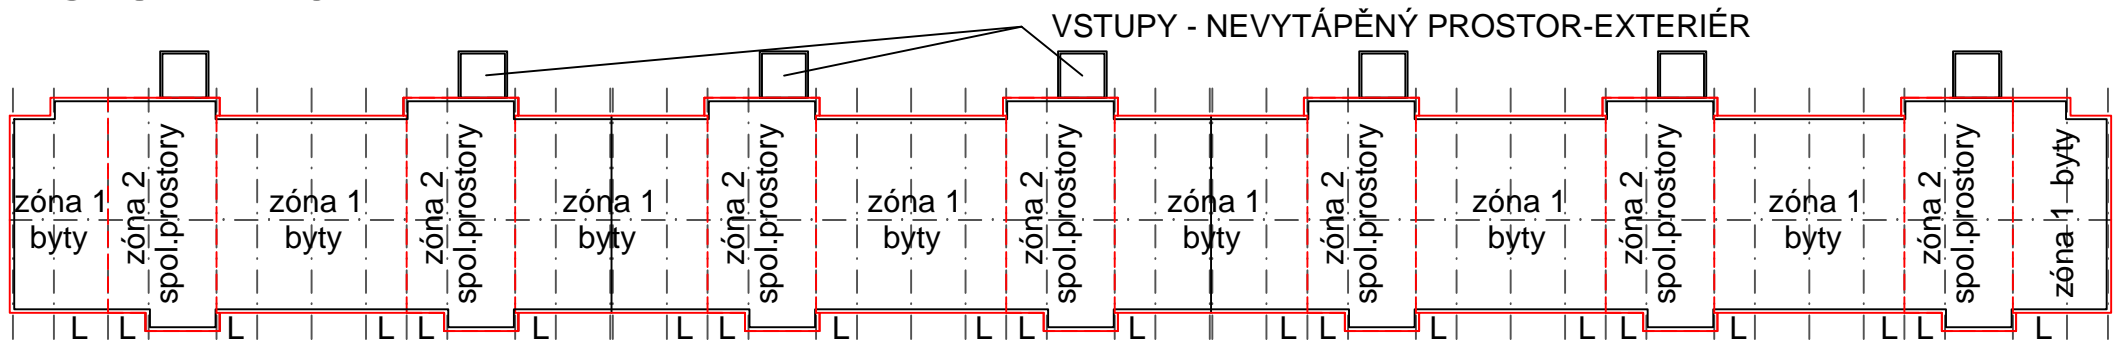 VSTUPY - NEVYTÁPĚNÝ PROSTOR-EXTERIÉR
zóna 1
byty
zóna 2
spol.prostory
zóna 1
byty
zóna 2
spol.prostory
zóna 1
byty
zóna 2
spol.prostory
zóna 1
byty
zóna 2
spol.prostory
zóna 1
byty
zóna 2
spol.prostory
zóna 1
byty
zóna 2
spol.prostory
zóna 1
byty
zóna 2
spol.prostory
zóna 1 byty
L L L L L L L L L L L L L L L L L L L L L